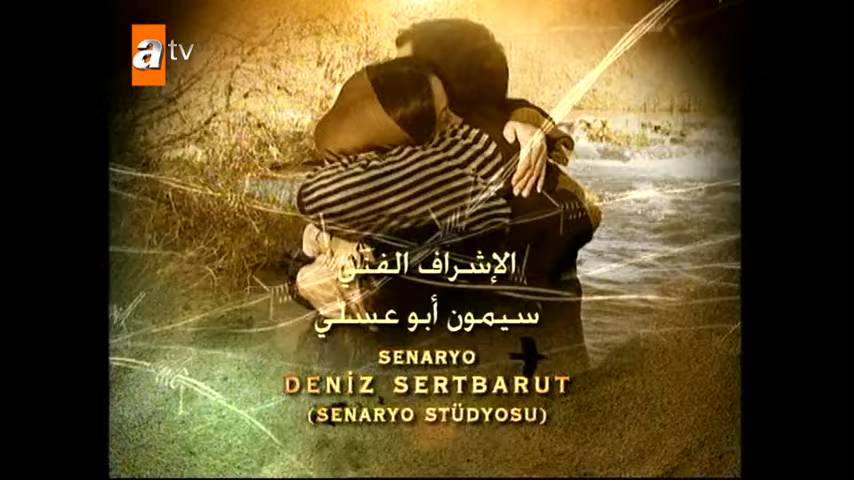 atv
الإشراف الفني
سيمون أبو عسلي
SENARYO
DENİZ SERTBARUT
(SENARYO STÜDYOSU)